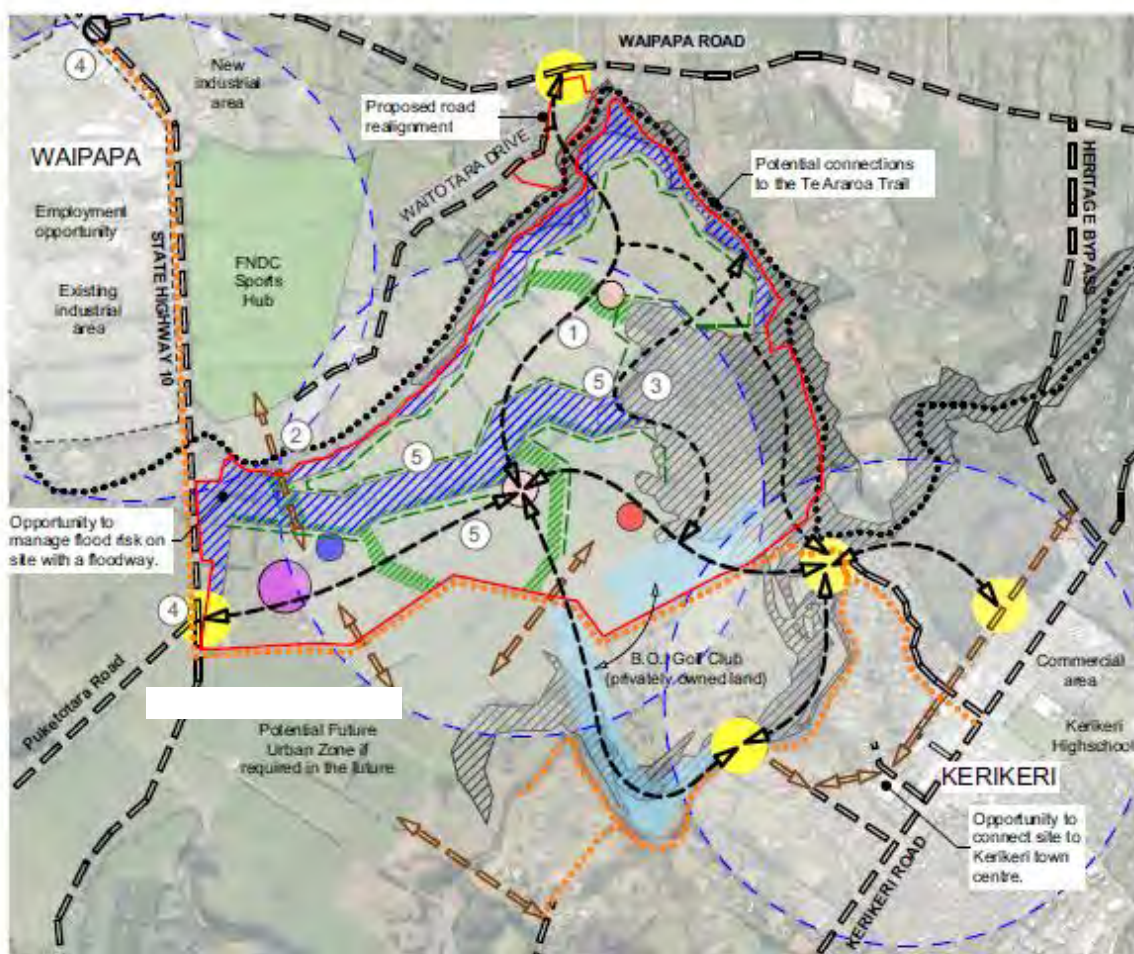 WAIPAPA ROAD
4
New
industrial
area
Proposed road
realignment
WAIPAPA
WAITOTARA DRIVE
Potential connections
to the Te Araroa Trail
HERITAGE BYPASS
Employment
opportunity
STATE HIGHWAY 10
FNDC
Sports
Hub
Existing
industrial
area
1
5
3
2
5
Opportunity to
manage flood risk on
site with a floodway.
5
4
Puketotara Road
B.O.I Golf Club
(privately owned land)
Commercial
area
Potential Future
Urban Zone if
required in the future
Kerikeri
Highschool
KERIKERI
Opportunity to
connect site to
Kerikeri town
centre.
KERIKERI ROAD